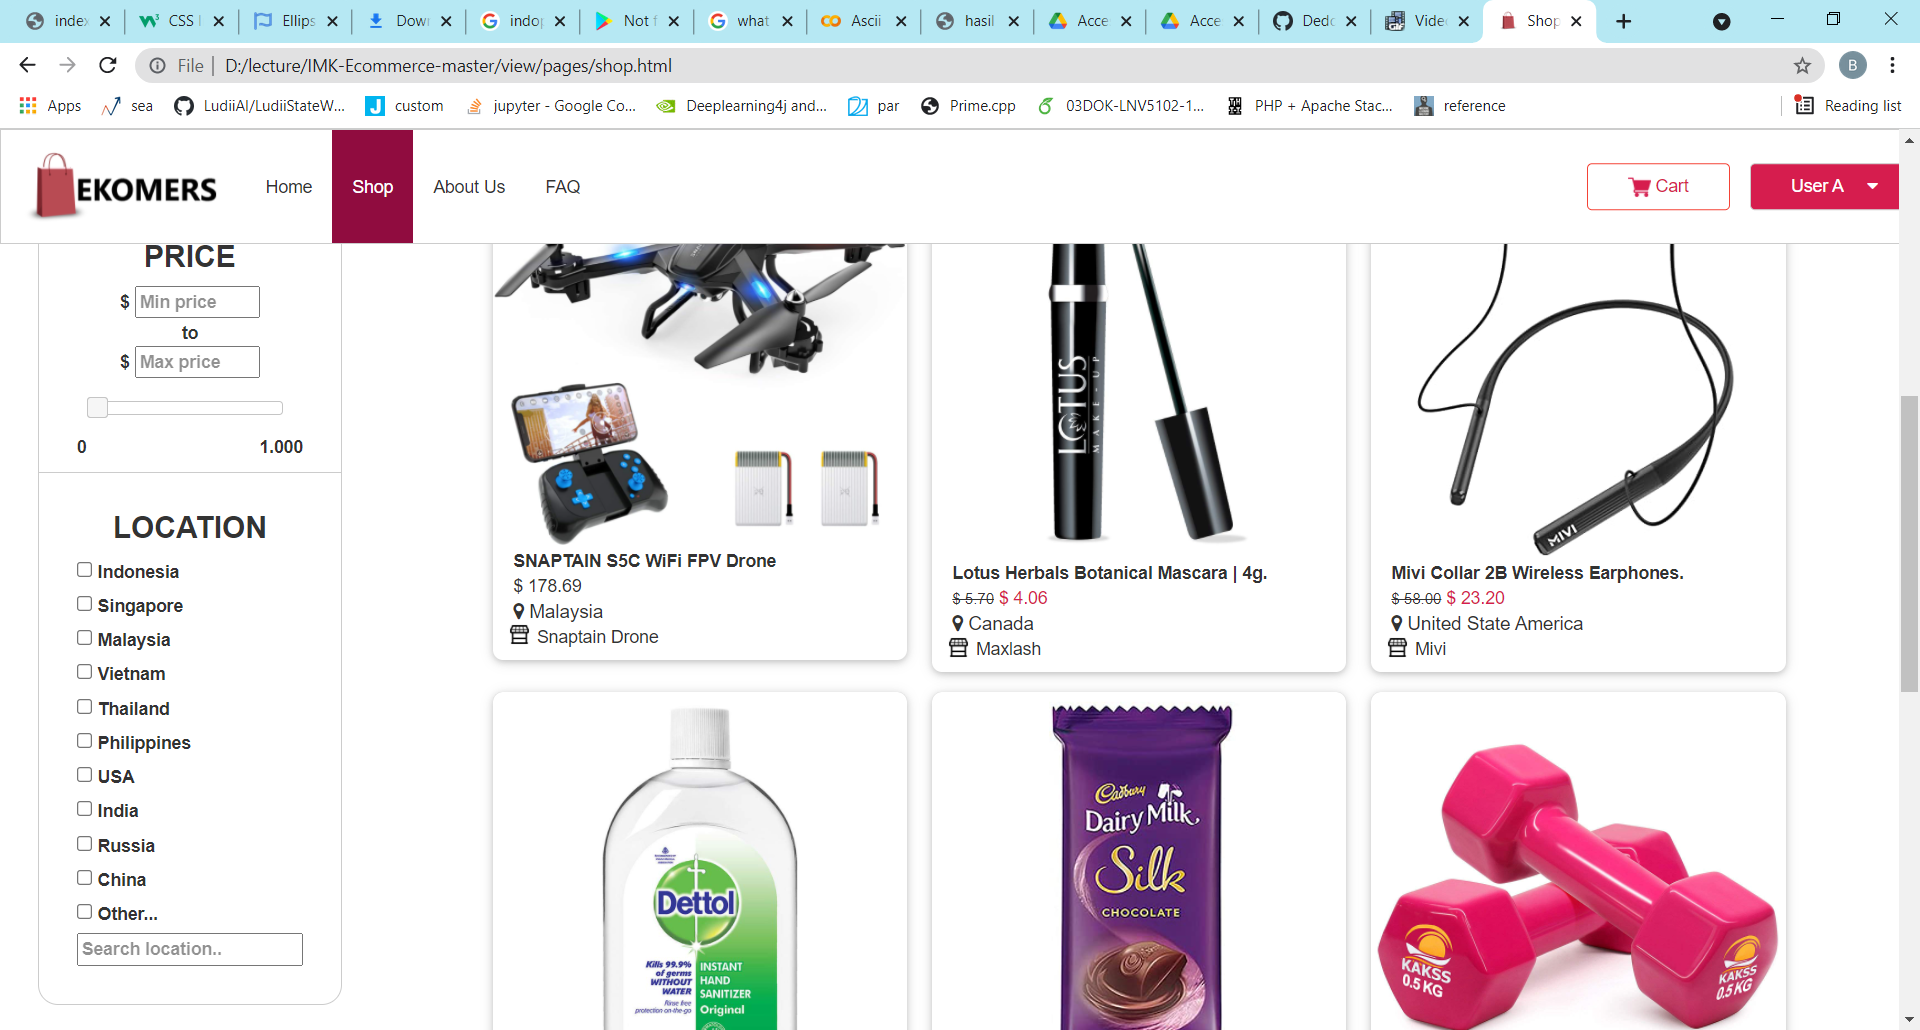 index
CSS
Ellips
Down
indo
Not f
what
Ascii
hasil
Acce
Acce
Dedc
Vide
Shop
File
D:/lecture/IMK-Ecommerce-master/view/pages/shop.html
B
Apps
sea
LudiiAI/LudiiStateW...
custom
jupyter - Google Co...
Deeplearning4j and...
par
Prime.cpp
03DOK-LNV5102-1...
PHP + Apache Stac...
reference
Reading list
EKOMERS
Home
Shop
About Us
FAQ
Cart
User A
PRICE
$ Min price
to
$ Max price
0 1.000
LOCATION
Indonesia
Singapore
Malaysia
Vietnam
Thailand
Philippines
USA
India
Russia
China
Other...
Search location..
SNAPTAIN S5C WiFi FPV Drone
$ 178.69
Malaysia
Snaptain Drone
LOTUS
MAKE-UP
Lotus Herbals Botanical Mascara | 4g.
$ 5.70 $ 4.06
Canada
Maxlash
MIVI
Mivi Collar 2B Wireless Earphones.
$ 58.00 $ 23.20
United State America
Mivi
Dettol
Kills 99.9%
of germs
WITHOUT
WATER
Rinse free
protection on-the-go
INSTANT
HAND
SANITIZER
Original
Cadbury
Dairy Milk
Silk
CHOCOLATE
KAKSS
0.5 KG
KAKSS
0.5 KG